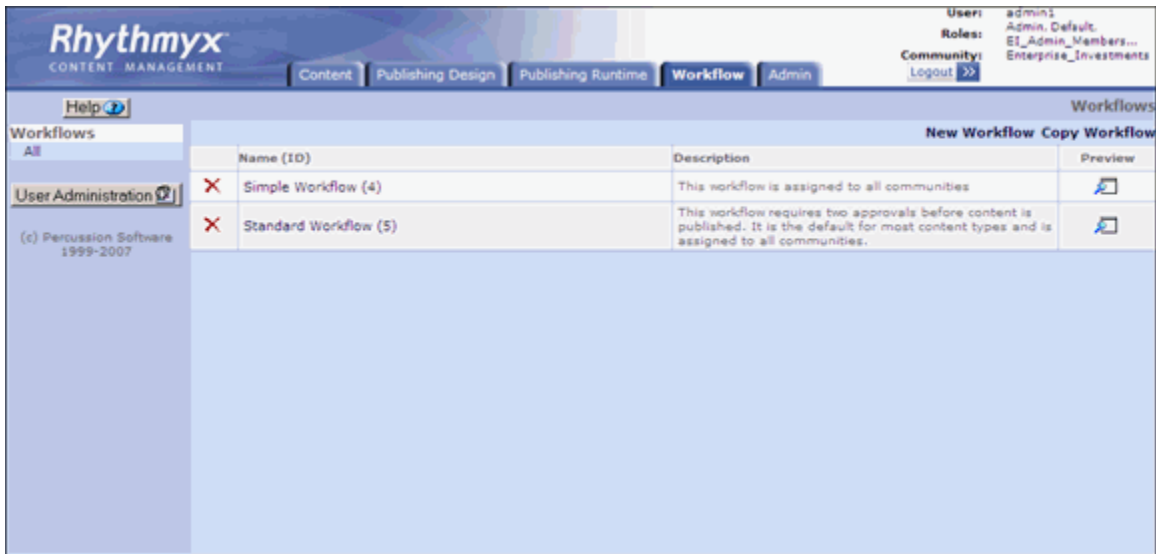 Rhythmyx
CONTENT MANAGEMENT
User: admin1
Roles: Admin, Default,
EI_Admin_Members...
Community: Enterprise_Investments
Logout >>
Content Publishing Design Publishing Runtime Workflow Admin
Help ?
Workflows
Workflows
New Workflow Copy Workflow
All
Name (ID) Description Preview
Simple Workflow (4) This workflow is assigned to all communities
User Administration
Standard Workflow (5) This workflow requires two approvals before content is
published. It is the default for most content types and is
assigned to all communities.
(c) Percussion Software
1999-2007